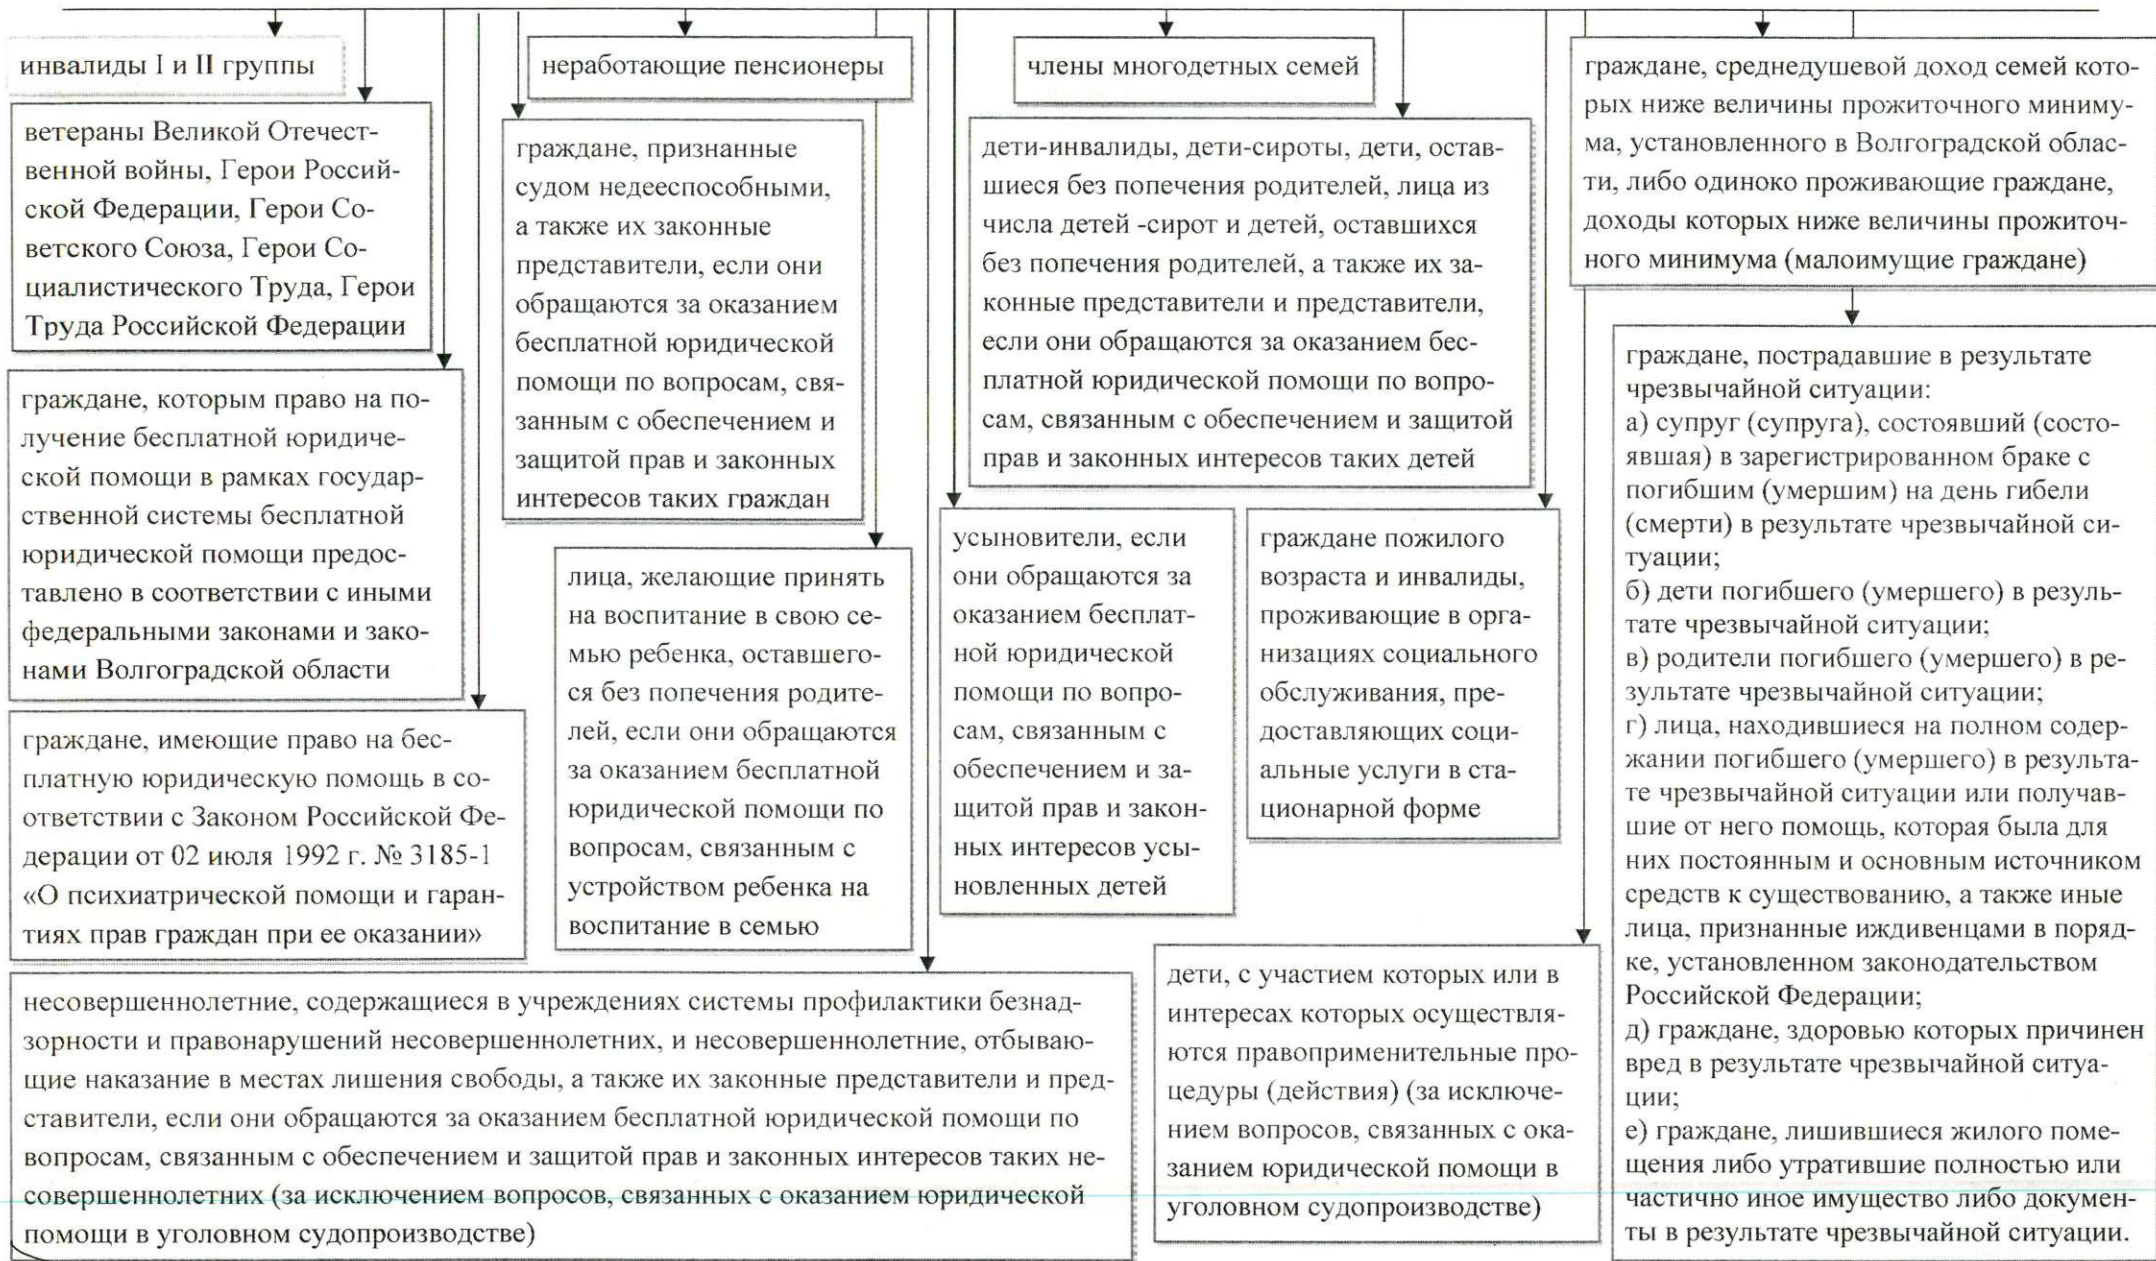 инвалиды I и II группы
неработающие пенсионеры
члены многодетных семей
граждане, среднедушевой доход семей кото-
рых ниже величины прожиточного миниму-
ма, установленного в Волгоградской облас-
ти, либо одиноко проживающие граждане,
доходы которых ниже величины прожиточ-
ного минимума (малоимущие граждане)
ветераны Великой Отечест-
венной войны, Герои Россий-
ской Федерации, Герои Со-
ветского Союза, Герои Со-
циалистического Труда, Герои
Труда Российской Федерации
граждане, признанные
судом недееспособными,
а также их законные
представители, если они
обращаются за оказанием
бесплатной юридической
помощи по вопросам, свя-
занным с обеспечением и
защитой прав и законных
интересов таких граждан
дети-инвалиды, дети-сироты, дети, остав-
шиеся без попечения родителей, лица из
числа детей -сирот и детей, оставшихся
без попечения родителей, а также их за-
конные представители и представители,
если они обращаются за оказанием бес-
платной юридической помощи по вопро-
сам, связанным с обеспечением и защитой
прав и законных интересов таких детей
граждане, пострадавшие в результате
чрезвычайной ситуации:
а) супруг (супруга), состоявший (состо-
явшая) в зарегистрированном браке с
погибшим (умершим) на день гибели
(смерти) в результате чрезвычайной си-
туации;
б) дети погибшего (умершего) в резуль-
тате чрезвычайной ситуации;
в) родители погибшего (умершего) в ре-
зультате чрезвычайной ситуации;
г) лица, находившиеся на полном содер-
жании погибшего (умершего) в результа-
те чрезвычайной ситуации или получав-
шие от него помощь, которая была для
них постоянным и основным источником
средств к существованию, а также иные
лица, признанные иждивенцами в поряд-
ке, установленном законодательством
Российской Федерации;
д) граждане, здоровью которых причинен
вред в результате чрезвычайной ситуа-
ции;
е) граждане, лишившиеся жилого поме-
щения либо утратившие полностью или
частично иное имущество либо докумен-
ты в результате чрезвычайной ситуации.
граждане, которым право на по-
лучение бесплатной юридиче-
ской помощи в рамках государ-
ственной системы бесплатной
юридической помощи предос-
тавлено в соответствии с иными
федеральными законами и зако-
нами Волгоградской области
лица, желающие принять
на воспитание в свою се-
мью ребенка, оставшего-
ся без попечения родите-
лей, если они обращаются
за оказанием бесплатной
юридической помощи по
вопросам, связанным с
устройством ребенка на
воспитание в семью
усыновители, если
они обращаются за
оказанием бесплат-
ной юридической
помощи по вопро-
сам, связанным с
обеспечением и за-
щитой прав и закон-
ных интересов усы-
новленных детей
граждане пожилого
возраста и инвалиды,
проживающие в орга-
низациях социального
обслуживания, пре-
доставляющих соци-
альные услуги в ста-
ционарной форме
граждане, имеющие право на бес-
платную юридическую помощь в со-
ответствии с Законом Российской Фе-
дерации от 02 июля 1992 г. № 3185-1
«О психиатрической помощи и гаран-
тиях прав граждан при ее оказании»
несовершеннолетние, содержащиеся в учреждениях системы профилактики безнад-
зорности и правонарушений несовершеннолетних, и несовершеннолетние, отбываю-
щие наказание в местах лишения свободы, а также их законные представители и пред-
ставители, если они обращаются за оказанием бесплатной юридической помощи по
вопросам, связанным с обеспечением и защитой прав и законных интересов таких не-
совершеннолетних (за исключением вопросов, связанных с оказанием юридической
помощи в уголовном судопроизводстве)
дети, с участием которых или в
интересах которых осуществля-
ются правоприменительные про-
цедуры (действия) (за исключе-
нием вопросов, связанных с ока-
занием юридической помощи в
уголовном судопроизводстве)